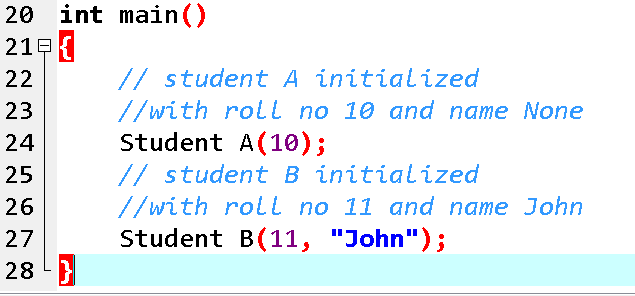 20 int main()
21 {
22 // student A initialized
23 //with roll no 10 and name None
24 Student A(10);
25 // student B initialized
26 //with roll no 11 and name John
27 Student B(11, "John");
28 }